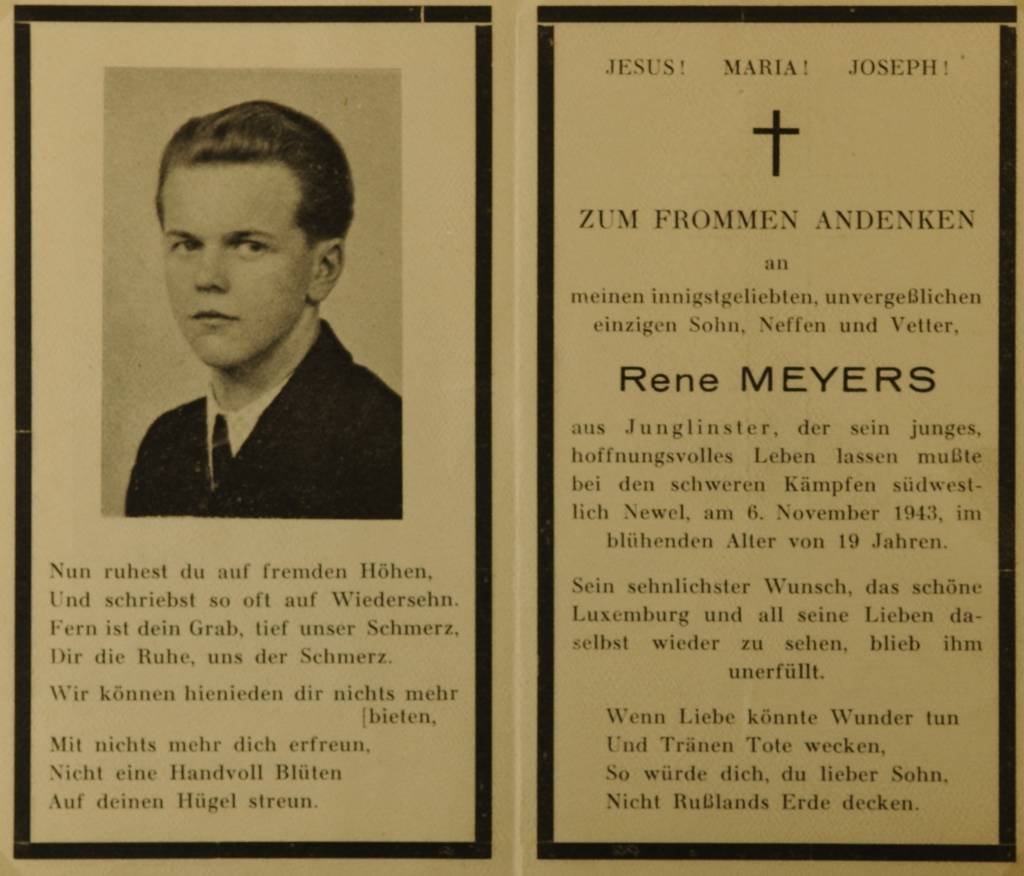 Nun ruhest du auf fremden Höhen,
Und schriebst so oft auf Wiedersehn.
Fern ist dein Grab, tief unser Schmerz,
Dir die Ruhe, uns der Schmerz.
Wir können hienieden dir nichts mehr
[bieten,
Mit nichts mehr dich erfreun,
Nicht eine Handvoll Blüten
Auf deinen Hügel streun.
JESUS! MARIA! JOSEPH!
ZUM FROMMEN ANDENKEN
an
meinen innigstgeliebten, unvergeßlichen
einzigen Sohn, Neffen und Vetter,
Rene MEYERS
aus Junglinster, der sein junges,
hoffnungsvolles Leben lassen mußte
bei den schweren Kämpfen südwest-
lich Newel, am 6. November 1943, im
blühenden Alter von 19 Jahren.
Sein sehnlichster Wunsch, das schöne
Luxemburg und all seine Lieben da-
selbst wieder zu sehen, blieb ihm
unerfüllt.
Wenn Liebe könnte Wunder tun
Und Tränen Tote wecken,
So würde dich, du lieber Sohn,
Nicht Rußlands Erde decken.